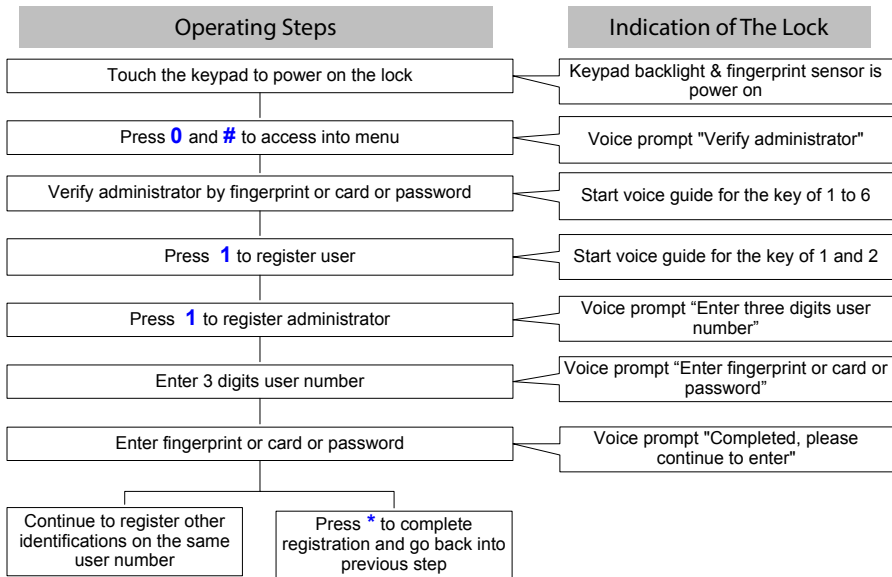 Operating Steps
Indication of The Lock
Touch the keypad to power on the lock
Keypad backlight & fingerprint sensor is
power on
Press 0 and # to access into menu
Voice prompt "Verify administrator"
Verify administrator by fingerprint or card or password
Start voice guide for the key of 1 to 6
Press 1 to register user
Start voice guide for the key of 1 and 2
Press 1 to register administrator
Voice prompt “Enter three digits user
number”
Enter 3 digits user number
Voice prompt “Enter fingerprint or card or
password”
Enter fingerprint or card or password
Voice prompt "Completed, please
continue to enter"
Continue to register other
identifications on the same
user number
Press * to complete
registration and go back into
previous step